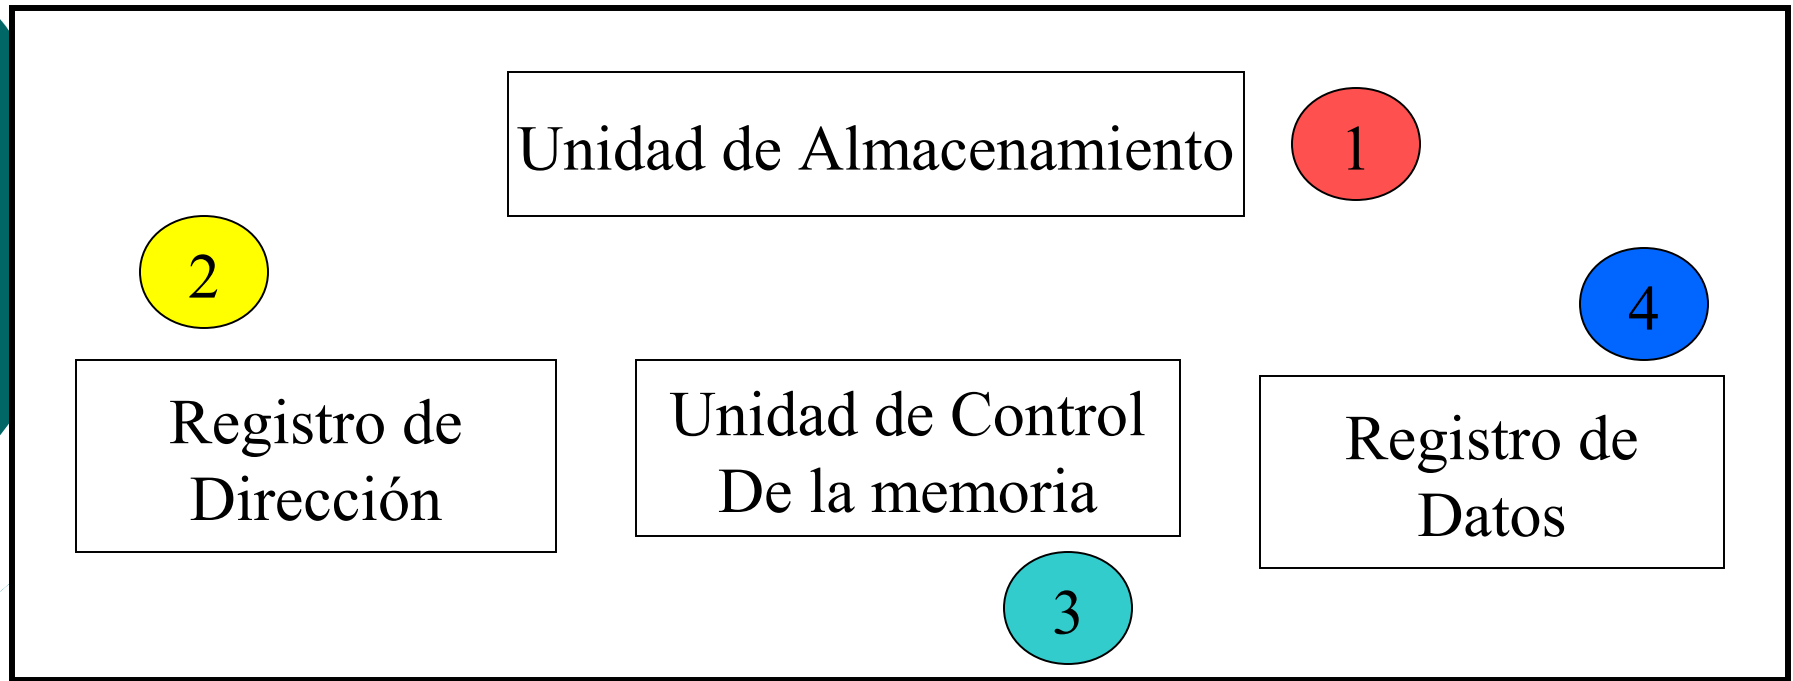 Unidad de Almacenamiento
1
2
4
Registro de
Dirección
Unidad de Control
De la memoria
Registro de
Datos
3